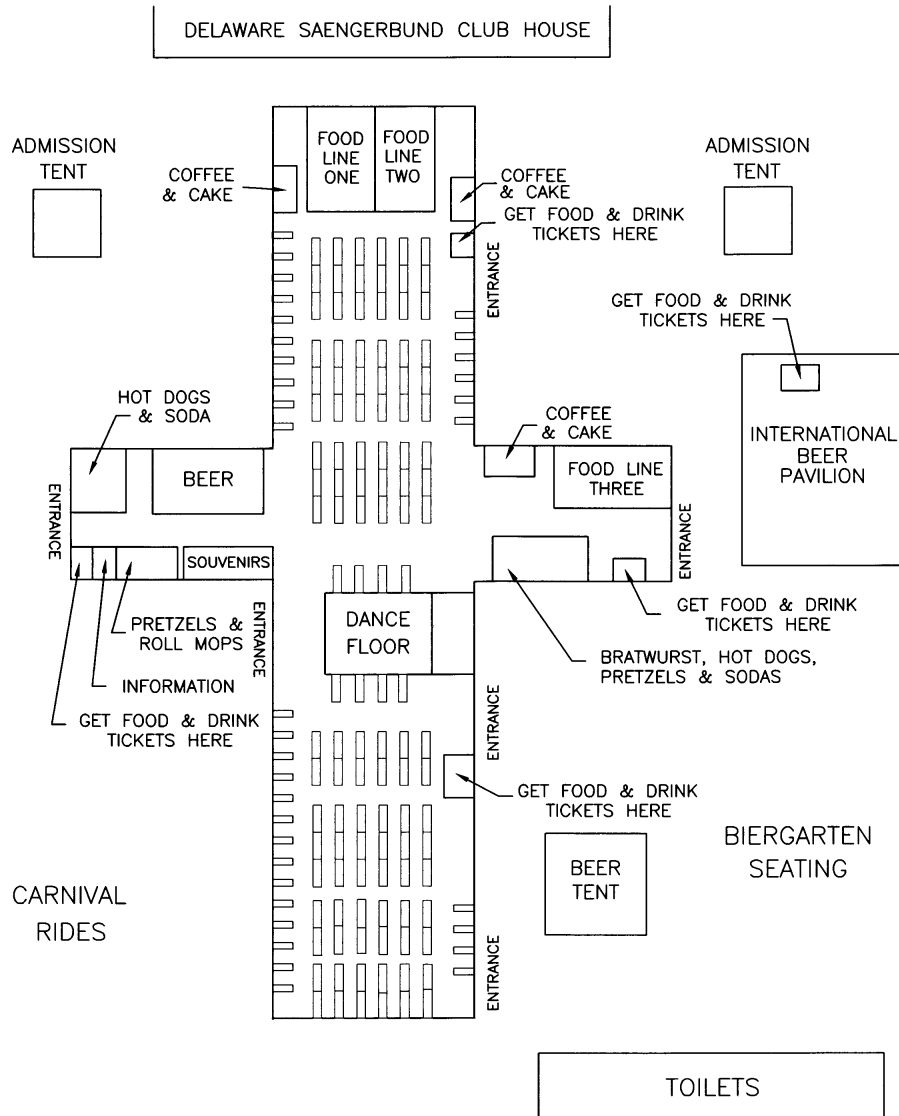 DELAWARE SAENGERBUND CLUB HOUSE
ADMISSION
TENT
COFFEE
& CAKE
FOOD
LINE
ONE
FOOD
LINE
TWO
COFFEE
& CAKE
GET FOOD & DRINK
TICKETS HERE
ENTRANCE
ADMISSION
TENT
GET FOOD & DRINK
TICKETS HERE
INTERNATIONAL
BEER
PAVILION
HOT DOGS
& SODA
BEER
COFFEE
& CAKE
FOOD LINE
THREE
ENTRANCE
ENTRANCE
SOUVENIRS
PRETZELS &
ROLL MOPS
INFORMATION
GET FOOD & DRINK
TICKETS HERE
ENTRANCE
DANCE
FLOOR
GET FOOD & DRINK
TICKETS HERE
BRATWURST, HOT DOGS,
PRETZELS & SODAS
ENTRANCE
GET FOOD & DRINK
TICKETS HERE
BEER
TENT
BIERGARTEN
SEATING
CARNIVAL
RIDES
ENTRANCE
TOILETS